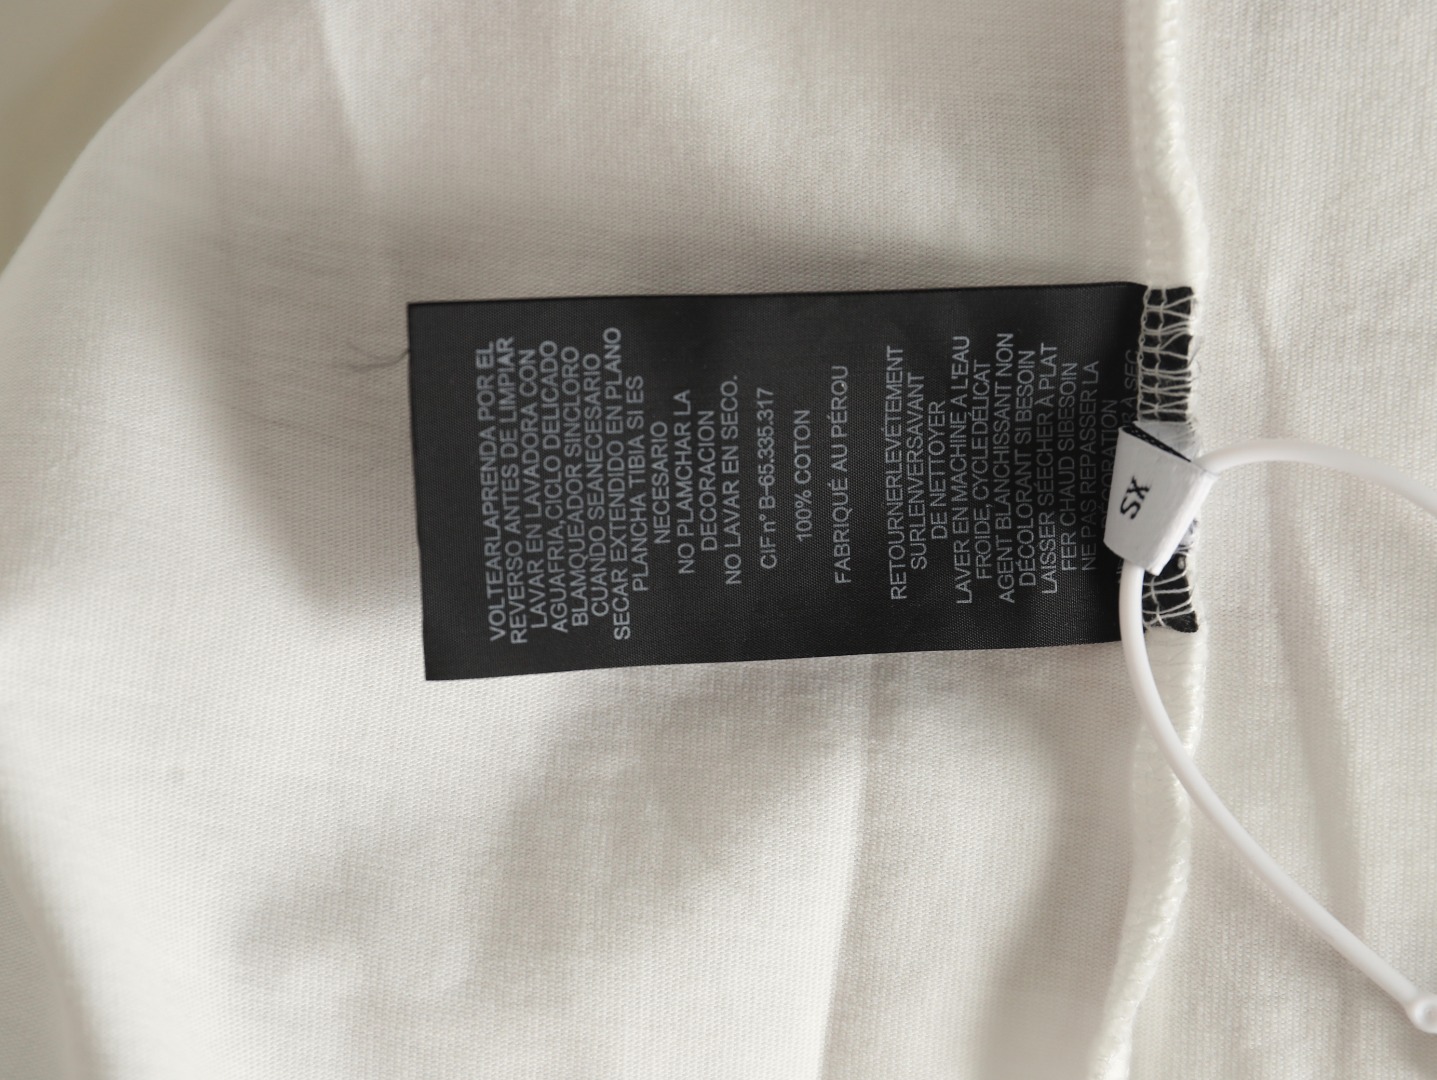 VOLTEARLAPRENDA POR EL
REVERSO ANTES DE LIMPIAR
LAVAR EN LAVADORA CON
AGUAFRIA, CICLO DELICADO
BLAMQUEADOR SINCLORO
CUANDO SEANECESARIO
SECAR EXTENDIDO EN PLANO
PLANCHA TIBIA SI ES
NECESARIO
NO PLAMCHAR LA
DECORACION
NO LAVAR EN SECO.
CIF n° B-65.335.317
100% COTON
FABRIQUÉ AU PÉROU
RETOURNERLEVÉTEMENT
SURLENVERSAVANT
DE NETTOYER
LAVER EN MACHINE À L'EAU
FROIDE, CYCLE DÉLICAT
AGENT BLANCHISSANT NON
DÉCOLORANT SI BESOIN
LAISSER SÉECHER À PLAT
FER CHAUD SIBESOIN
NE PAS REPASSER LA
À SEC
XS